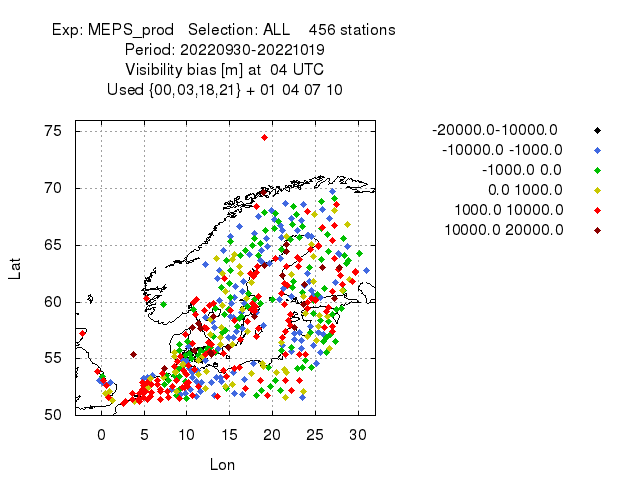 Exp: MEPS_prod   Selection: ALL    456 stations
Period: 20220930-20221019
Visibility bias [m] at  04 UTC
Used {00,03,18,21} + 01 04 07 10
-20000.0-10000.0
-10000.0 -1000.0
-1000.0 0.0
0.0 1000.0
1000.0 10000.0
10000.0 20000.0
75
70
65
60
55
50
Lat
0 5 10 15 20 25 30
Lon